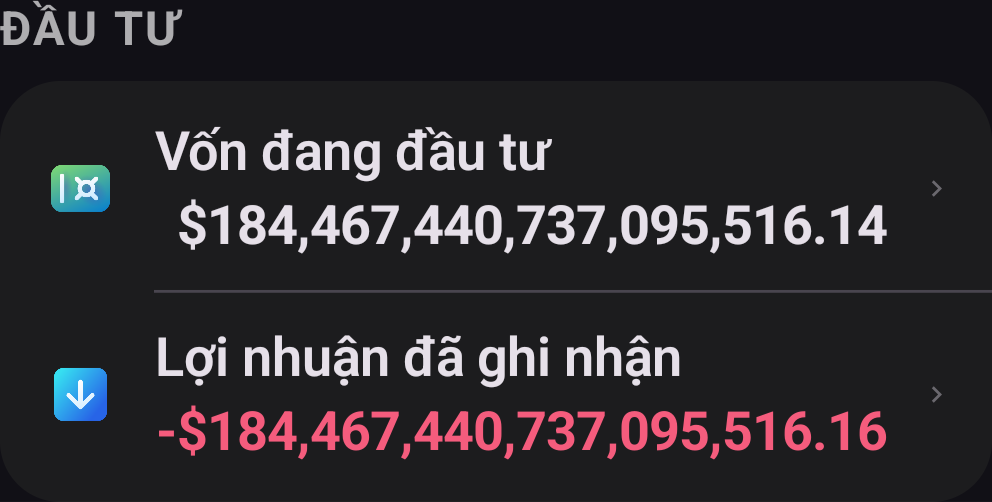 ĐẦU TƯ
Vốn đang đầu tư
$184,467,440,737,095,516.14
Lợi nhuận đã ghi nhận
-$184,467,440,737,095,516.16